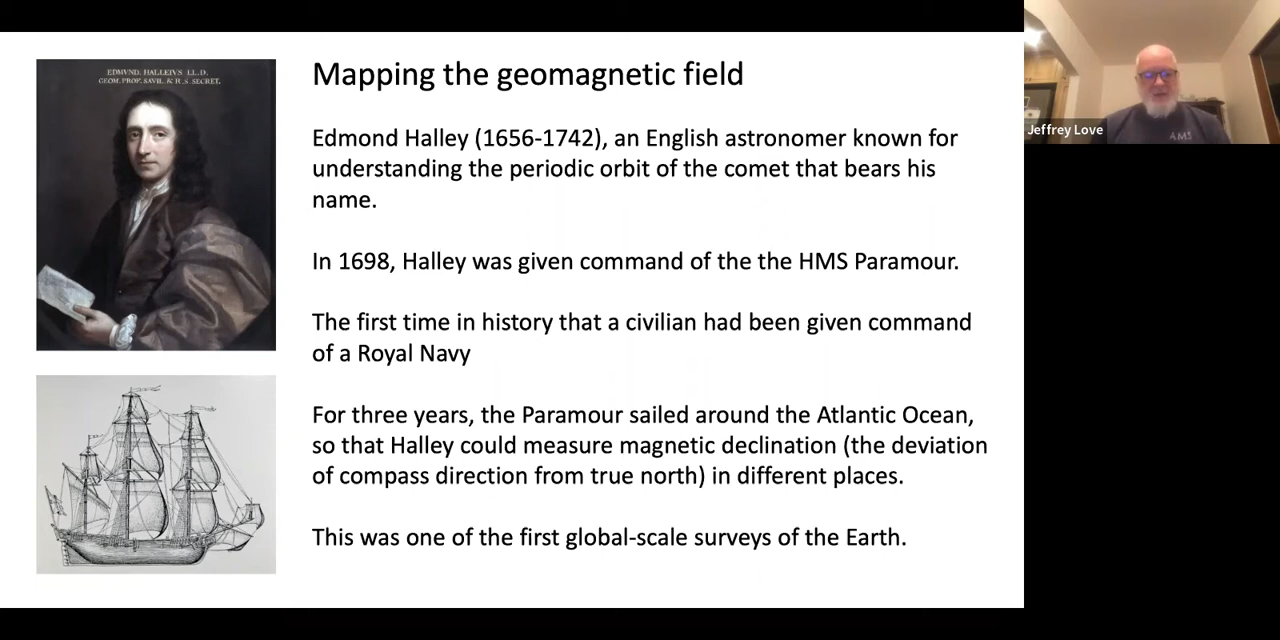 EDMVND. HALLEIVS LL.D.
GEOM. PROF. SAVIL. & R.S. SECRET.
Mapping the geomagnetic field
Edmond Halley (1656-1742), an English astronomer known for
understanding the periodic orbit of the comet that bears his
name.
In 1698, Halley was given command of the the HMS Paramour.
The first time in history that a civilian had been given command
of a Royal Navy
For three years, the Paramour sailed around the Atlantic Ocean,
so that Halley could measure magnetic declination (the deviation
of compass direction from true north) in different places.
This was one of the first global-scale surveys of the Earth.
Jeffrey Love
AMS